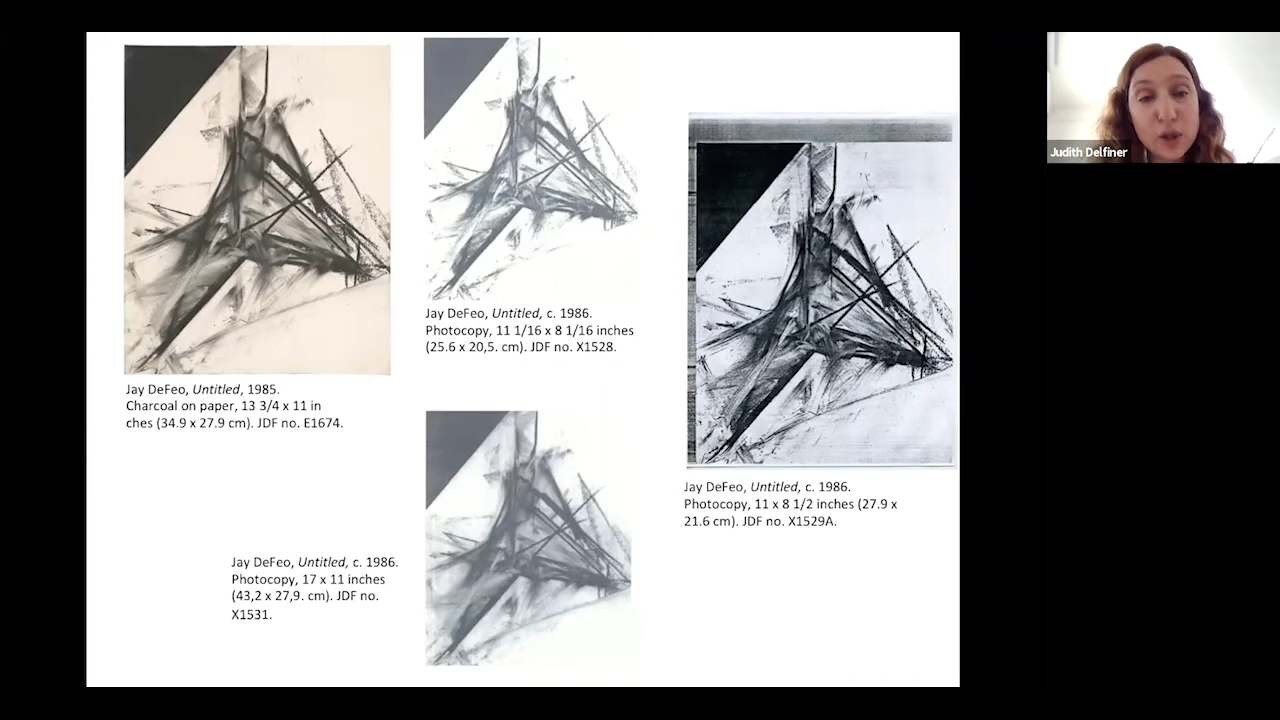 Jay DeFeo, Untitled, 1985.
Charcoal on paper, 13 3/4 x 11 in
ches (34.9 x 27.9 cm). JDF no. E1674.
Jay DeFeo, Untitled, c. 1986.
Photocopy, 11 1/16 x 8 1/16 inches
(25.6 x 20,5. cm). JDF no. X1528.
Jay DeFeo, Untitled, c. 1986.
Photocopy, 11 x 8 1/2 inches (27.9 x
21.6 cm). JDF no. X1529A.
Jay DeFeo, Untitled, c. 1986.
Photocopy, 17 x 11 inches
(43,2 x 27,9. cm). JDF no.
X1531.
Judith Delfiner